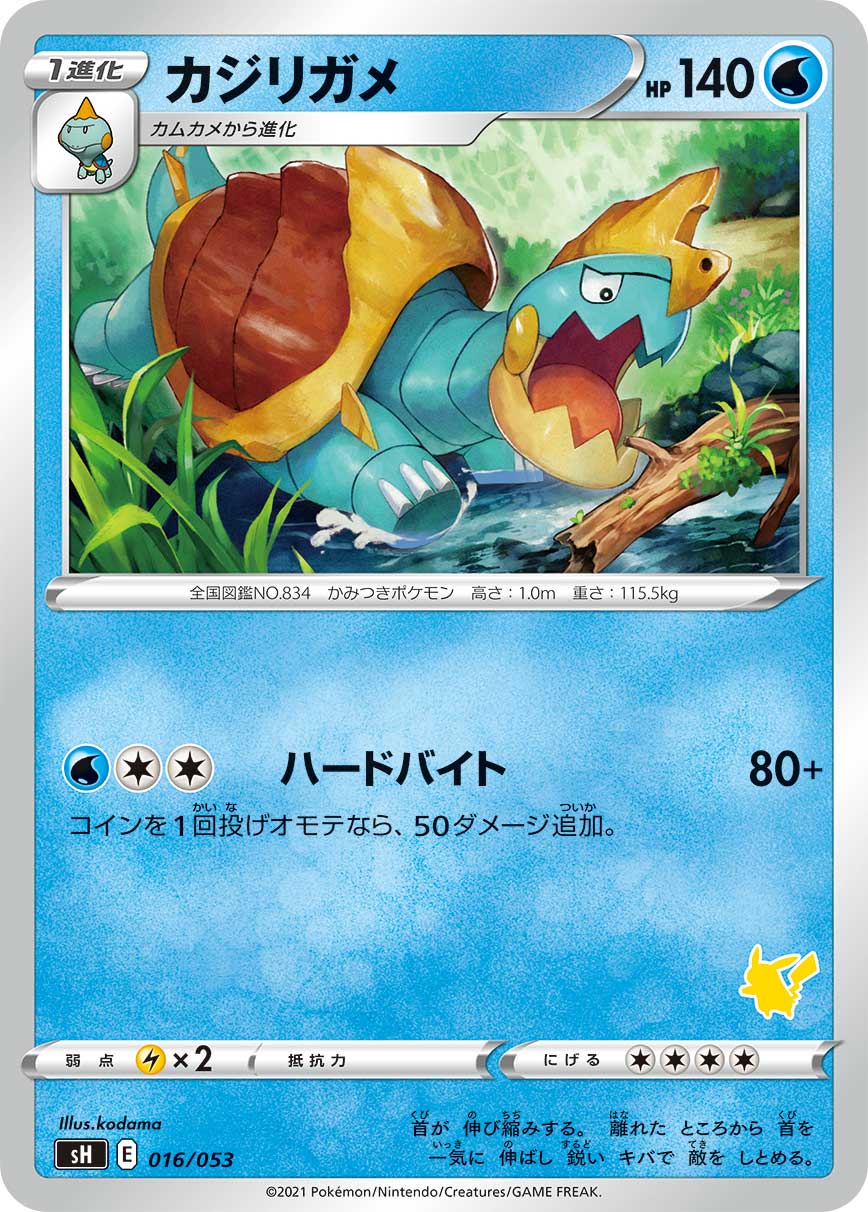 1進化
カジリガメ
HP 140
カムカメから進化
全国図鑑NO.834 かみつきポケモン 高さ:1.0m 重さ:115.5kg
ハードバイト 80+
コインを1回投げオモテなら、50ダメージ追加。
弱点 ×2 抵抗力 にげる
Illus.kodama
首が 伸び縮みする。 離れた ところから 首を
一気に 伸ばし 鋭い キバで 敵を しとめる。
sH E 016/053
©2021 Pokémon/Nintendo/Creatures/GAME FREAK.